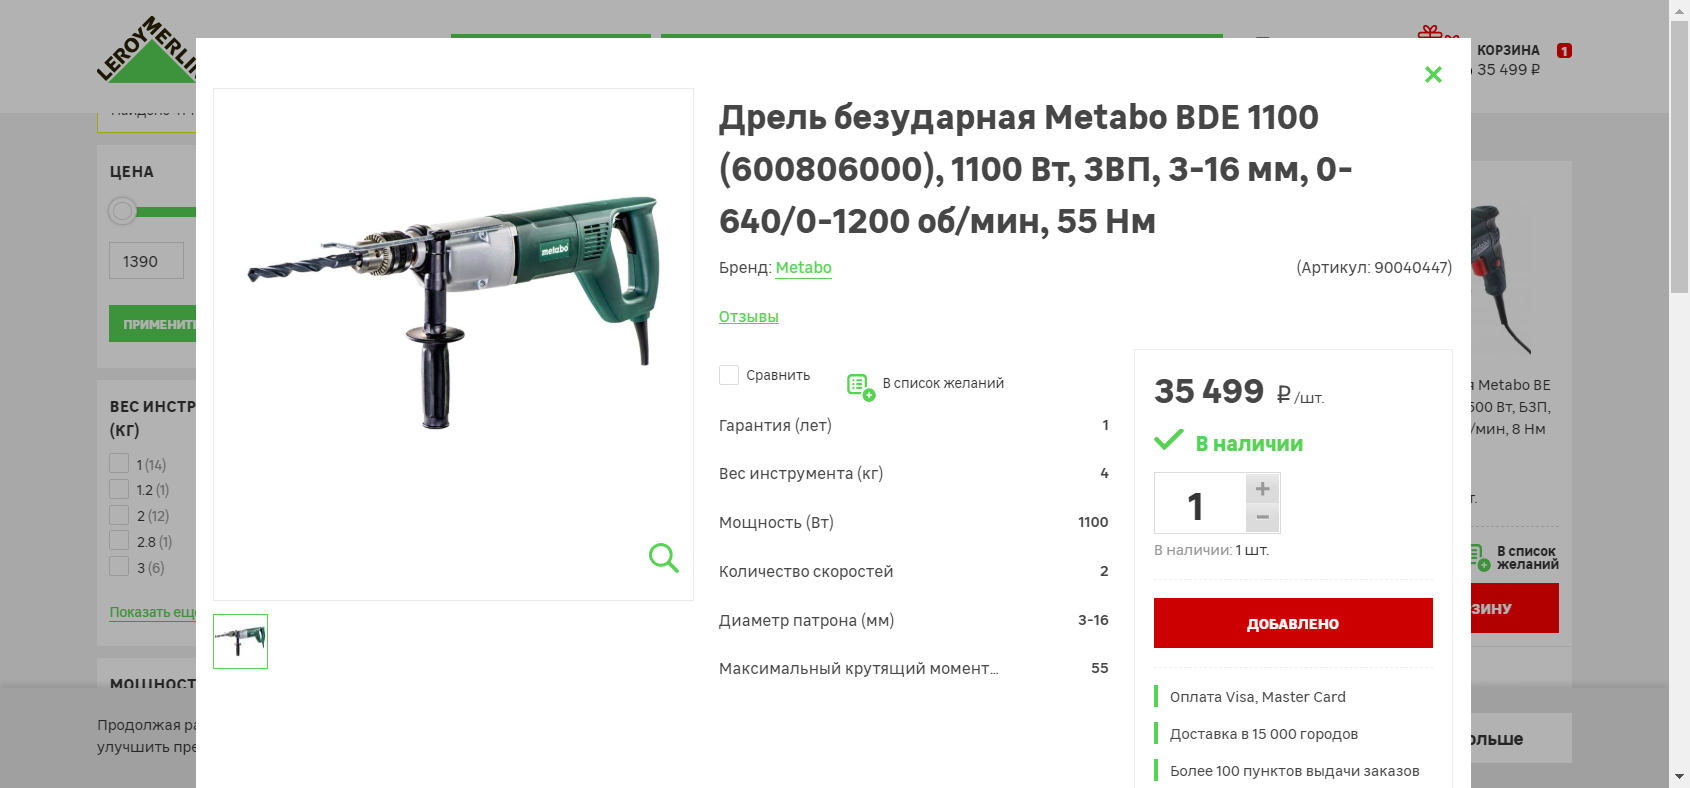 LEROY MERLIN
КОРЗИНА 1
35 499 ₽
ЦЕНА
1390
ПРИМЕНИТЬ
ВЕС ИНСТР
(КГ)
1 (14)
1.2 (1)
2 (12)
2.8 (1)
3 (6)
Показать ещё
МОЩНОСТ
Продолжая ра
улучшить пре
metabo
Дрель безударная Metabo BDE 1100
(600806000), 1100 Вт, ЗВП, 3-16 мм, 0-
640/0-1200 об/мин, 55 Нм
Бренд: Metabo
(Артикул: 90040447)
Отзывы
Сравнить
В список желаний
Гарантия (лет) 1
Вес инструмента (кг) 4
Мощность (Вт) 1100
Количество скоростей 2
Диаметр патрона (мм) 3-16
Максимальный крутящий момент... 55
35 499 ₽ /шт.
В наличии
1
+
−
В наличии: 1 шт.
ДОБАВЛЕНО
Оплата Visa, Master Card
Доставка в 15 000 городов
Более 100 пунктов выдачи заказов
я Metabo BE
500 Вт, БЗП,
/мин, 8 Нм
т.
В список
желаний
ЗИНУ
ольше